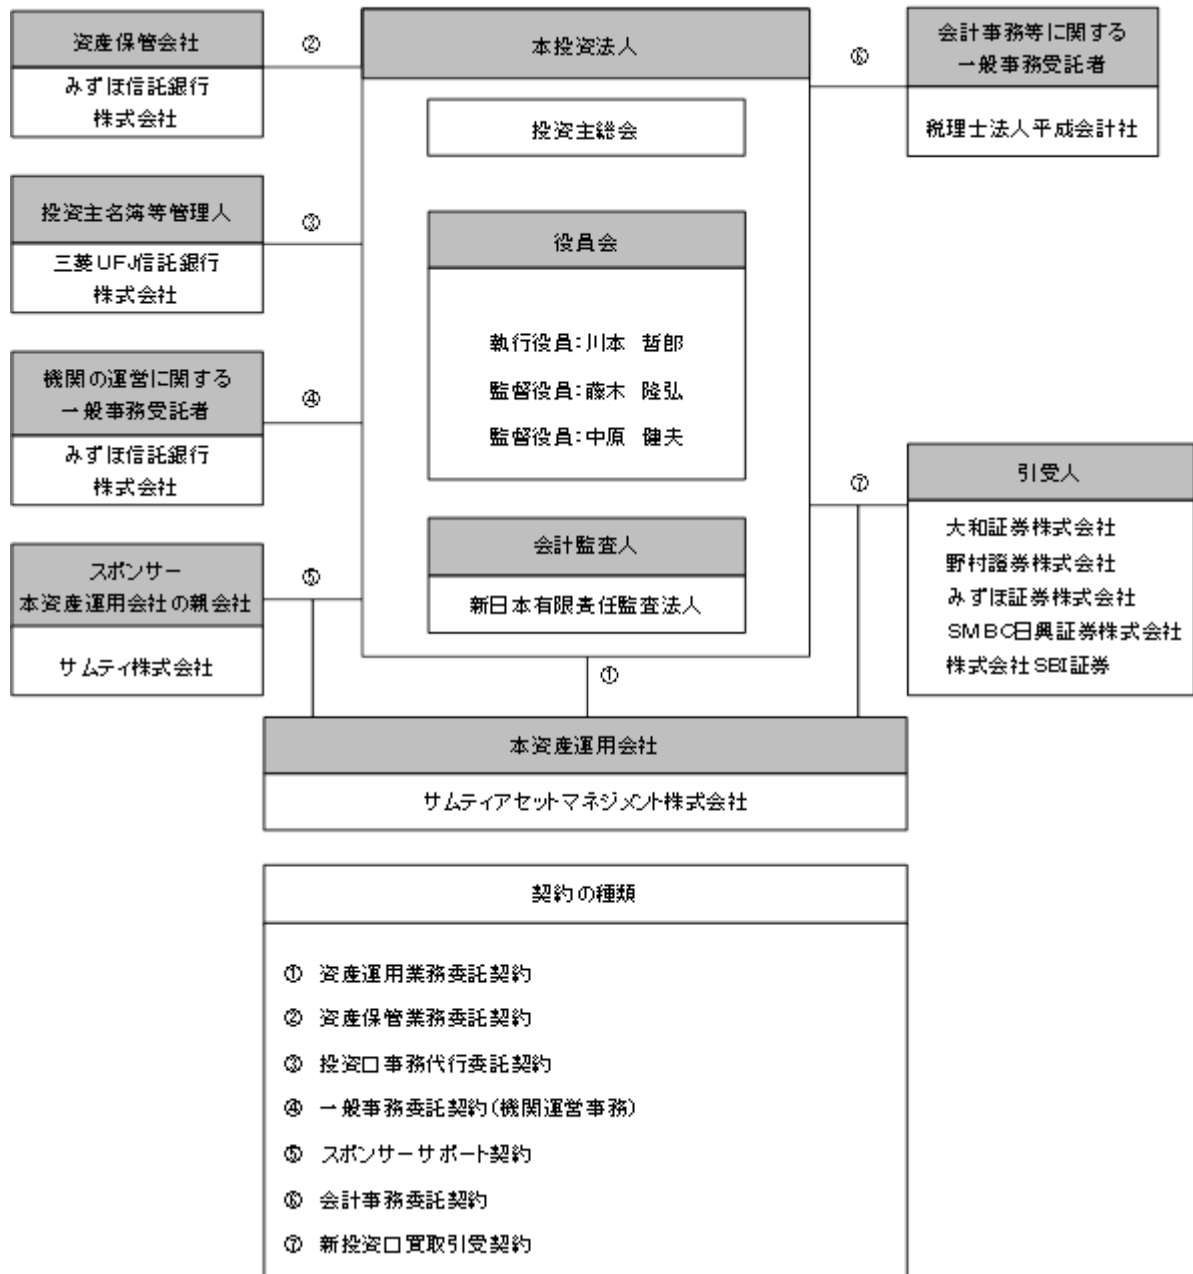 資産保管会社
みずほ信託銀行
株式会社
②
本投資法人
投資主総会
⑥
会計事務等に関する
一般事務受託者
税理士法人平成会計社
投資主名簿等管理人
三菱UFJ信託銀行
株式会社
③
役員会
執行役員:川本 哲郎
監督役員:藤木 隆弘
監督役員:中原 健夫
機関の運営に関する
一般事務受託者
みずほ信託銀行
株式会社
④
会計監査人
新日本有限責任監査法人
⑦
引受人
大和証券株式会社
野村證券株式会社
みずほ証券株式会社
SMBC日興証券株式会社
株式会社SBI証券
スポンサー
本資産運用会社の親会社
サムティ株式会社
⑤
①
本資産運用会社
サムティアセットマネジメント株式会社
契約の種類
① 資産運用業務委託契約
② 資産保管業務委託契約
③ 投資口事務代行委託契約
④ 一般事務委託契約(機関運営事務)
⑤ スポンサーサポート契約
⑥ 会計事務委託契約
⑦ 新投資口買取引受契約